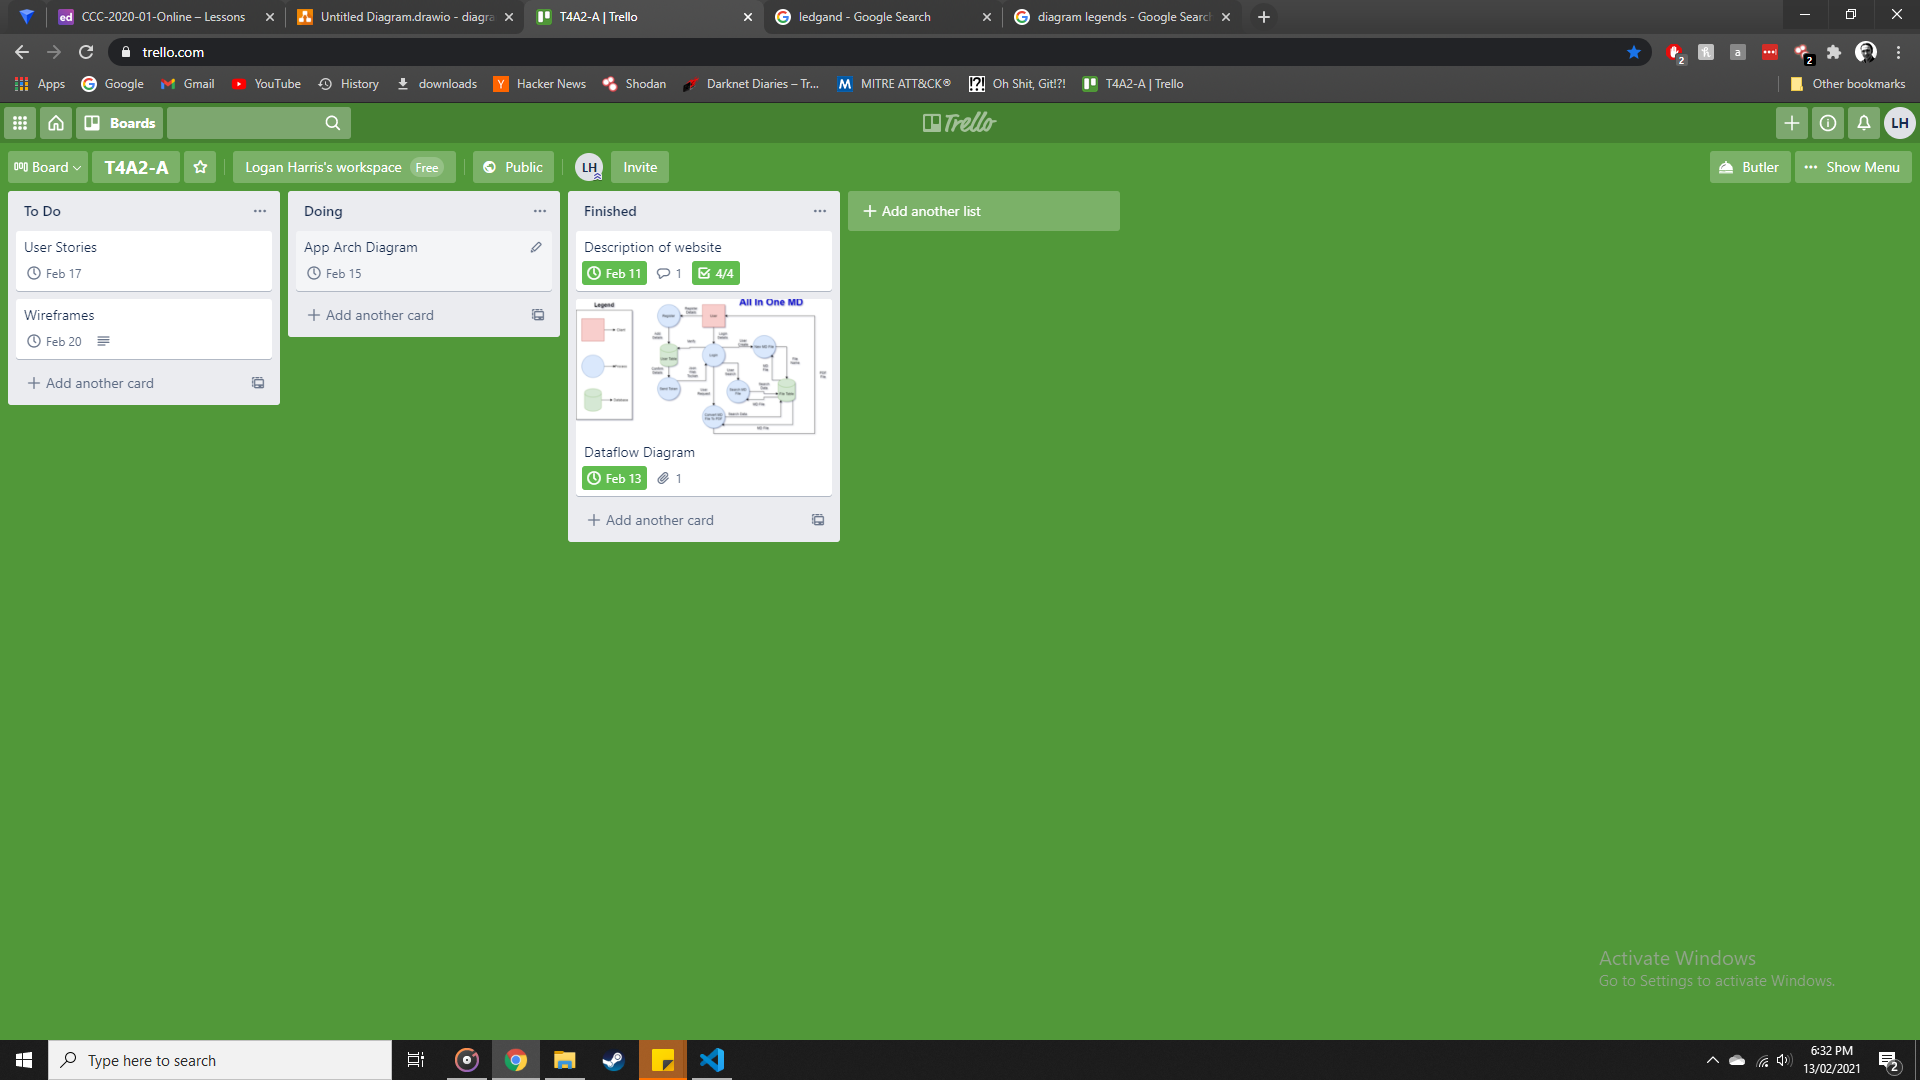 CCC-2020-01-Online – Lessons
Untitled Diagram.drawio - diagra
T4A2-A | Trello
ledgand - Google Search
diagram legends - Google Search
trello.com
2
2
Apps
Google
Gmail
YouTube
History
downloads
Hacker News
Shodan
Darknet Diaries – Tr...
MITRE ATT&CK®
Oh Shit, Git!?!
T4A2-A | Trello
Other bookmarks
Boards
Trello
LH
Board
T4A2-A
Logan Harris's workspace Free
Public
LH
Invite
Butler
Show Menu
To Do
User Stories
Feb 17
Wireframes
Feb 20
Add another card
Doing
App Arch Diagram
Feb 15
Add another card
Finished
Description of website
Feb 11
1
4/4
Legend
All In One MD
Dataflow Diagram
Feb 13
1
Add another card
Add another list
Activate Windows
Go to Settings to activate Windows.
Type here to search
6:32 PM
13/02/2021
2